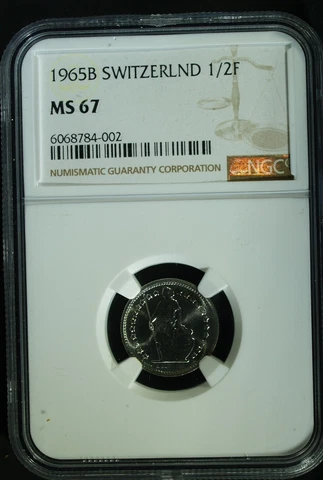 1965B SWITZERLND 1/2F
MS 67
6068784-002
NUMISMATIC GUARANTY CORPORATION
NGC